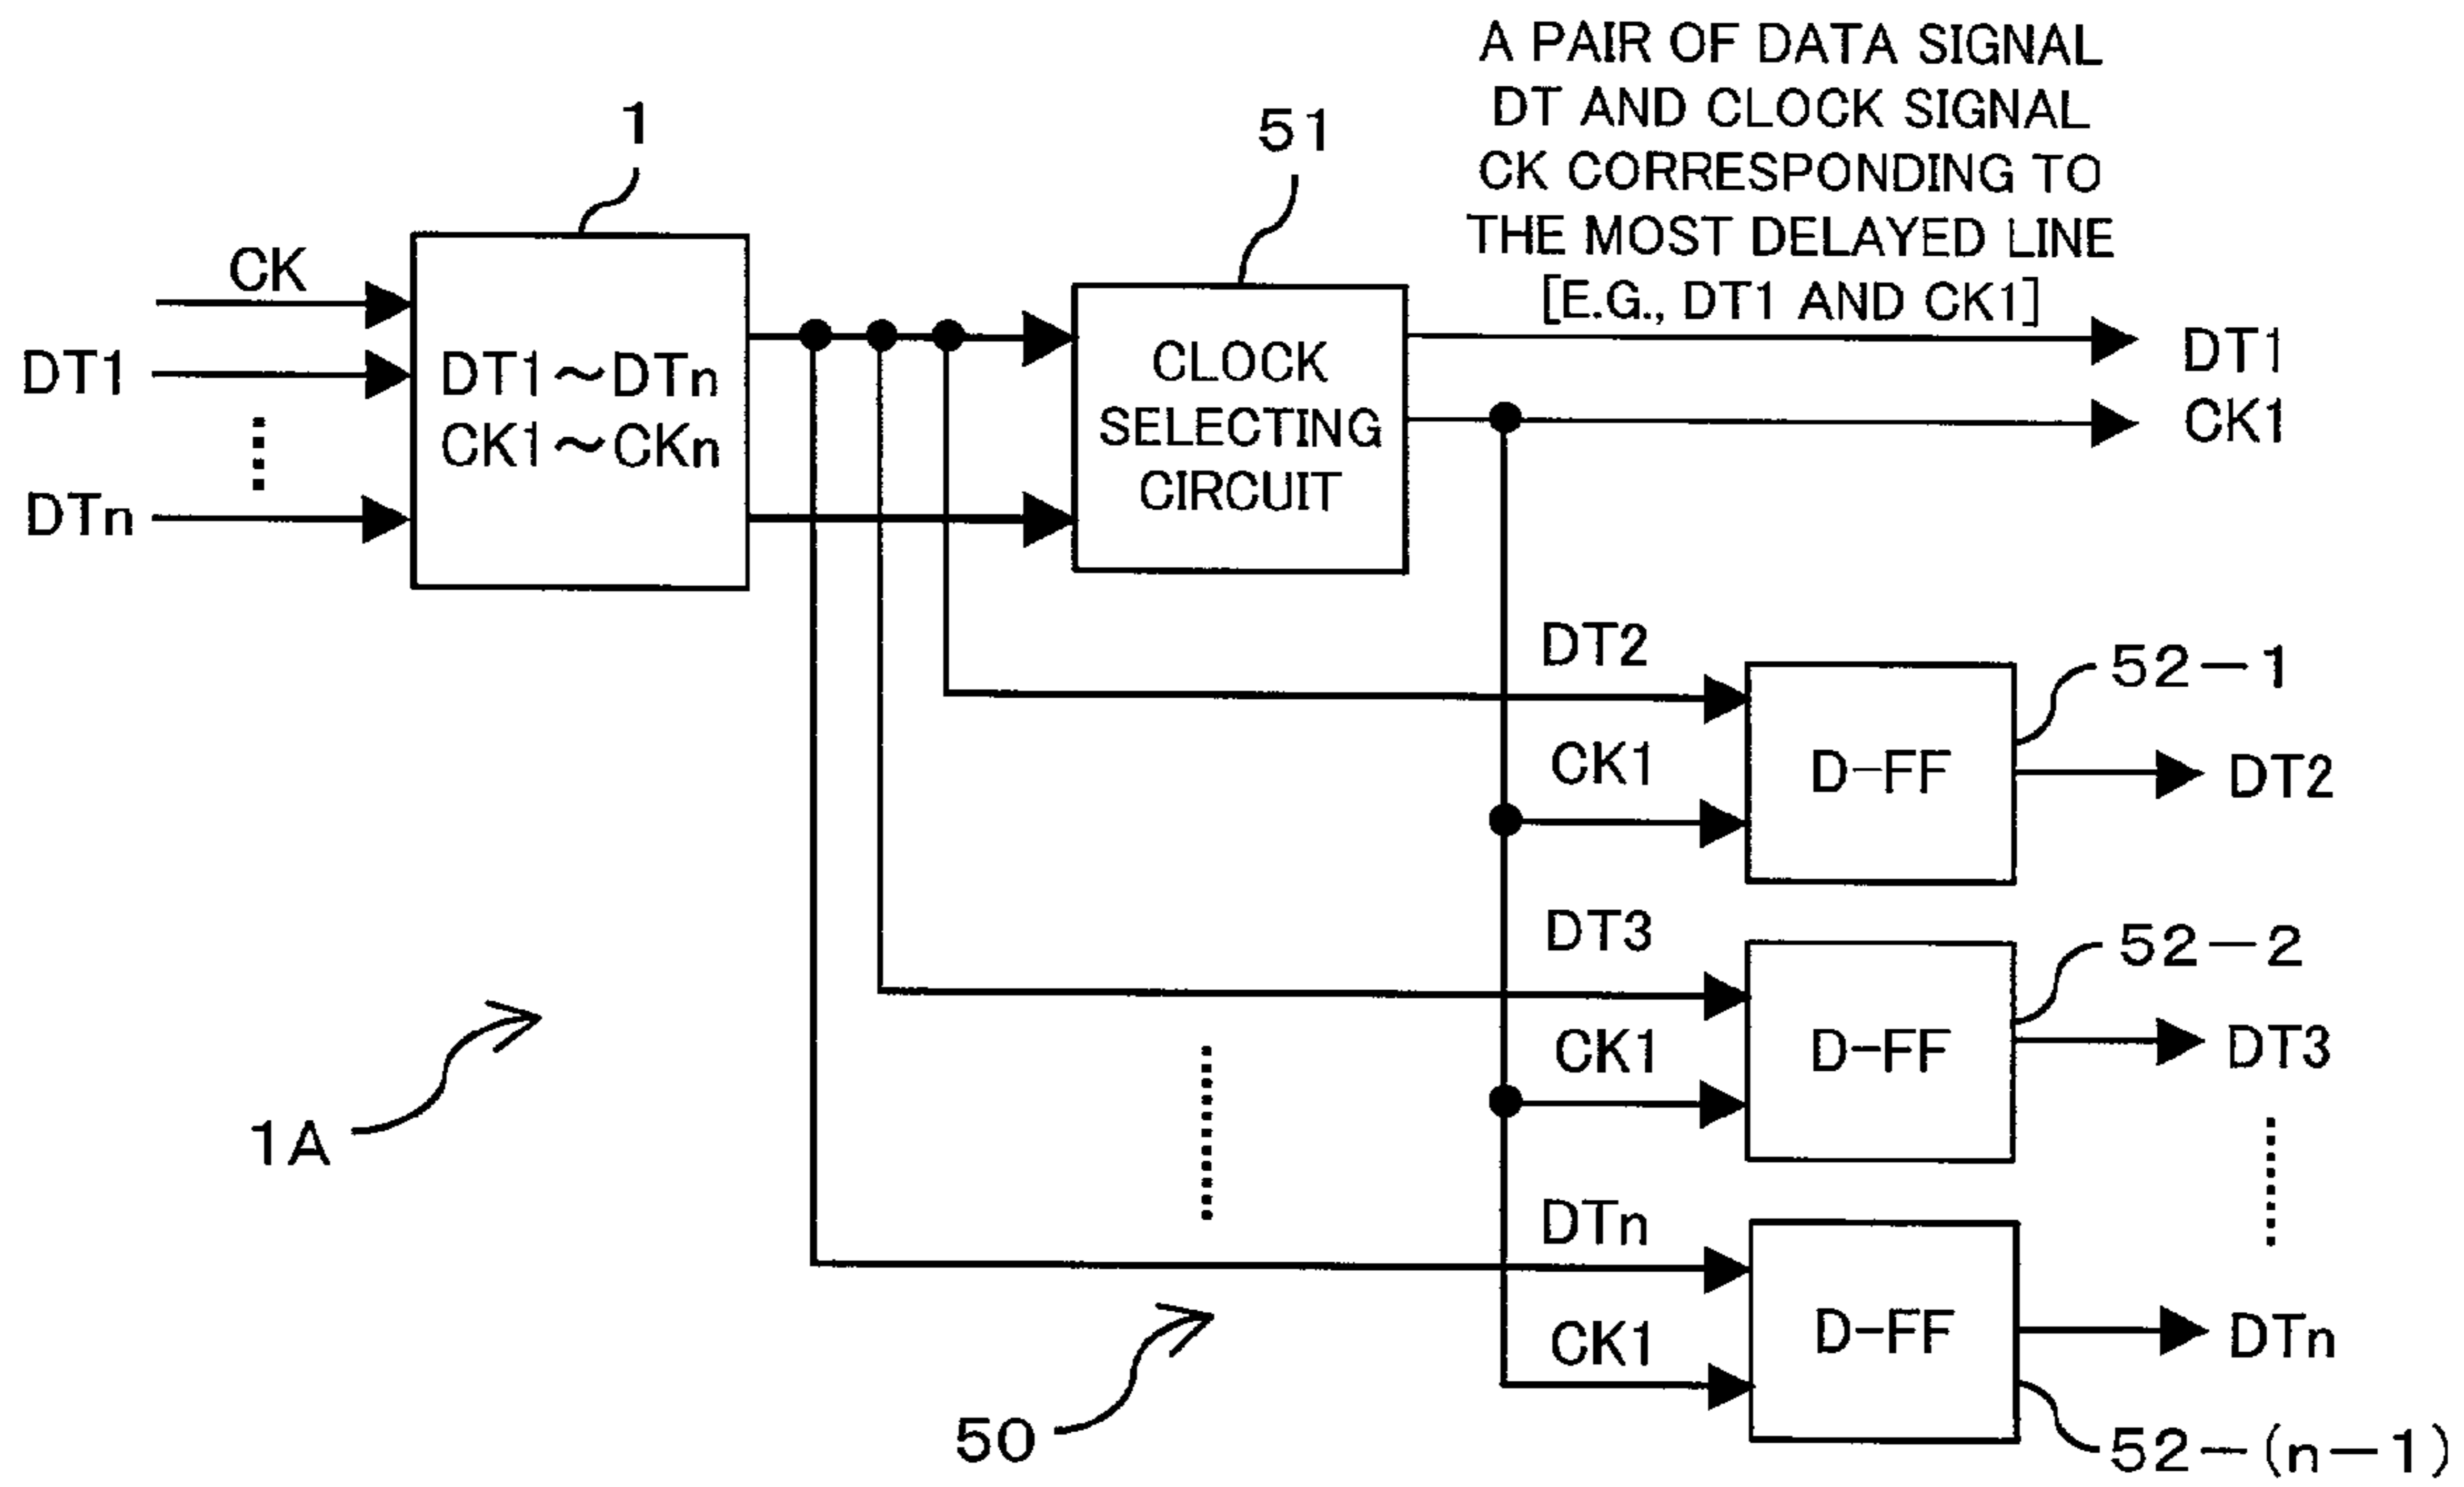 A PAIR OF DATA SIGNAL
DT AND CLOCK SIGNAL
CK CORRESPONDING TO
THE MOST DELAYED LINE
[E.G., DT1 AND CK1]
1
51
CK
DT1
DTn
DT1～DTn
CK1～CKn
CLOCK
SELECTING
CIRCUIT
DT1
CK1
DT2
CK1
D-FF
52-1
DT2
DT3
CK1
D-FF
52-2
DT3
DTn
CK1
D-FF
52-(n-1)
DTn
1A
50